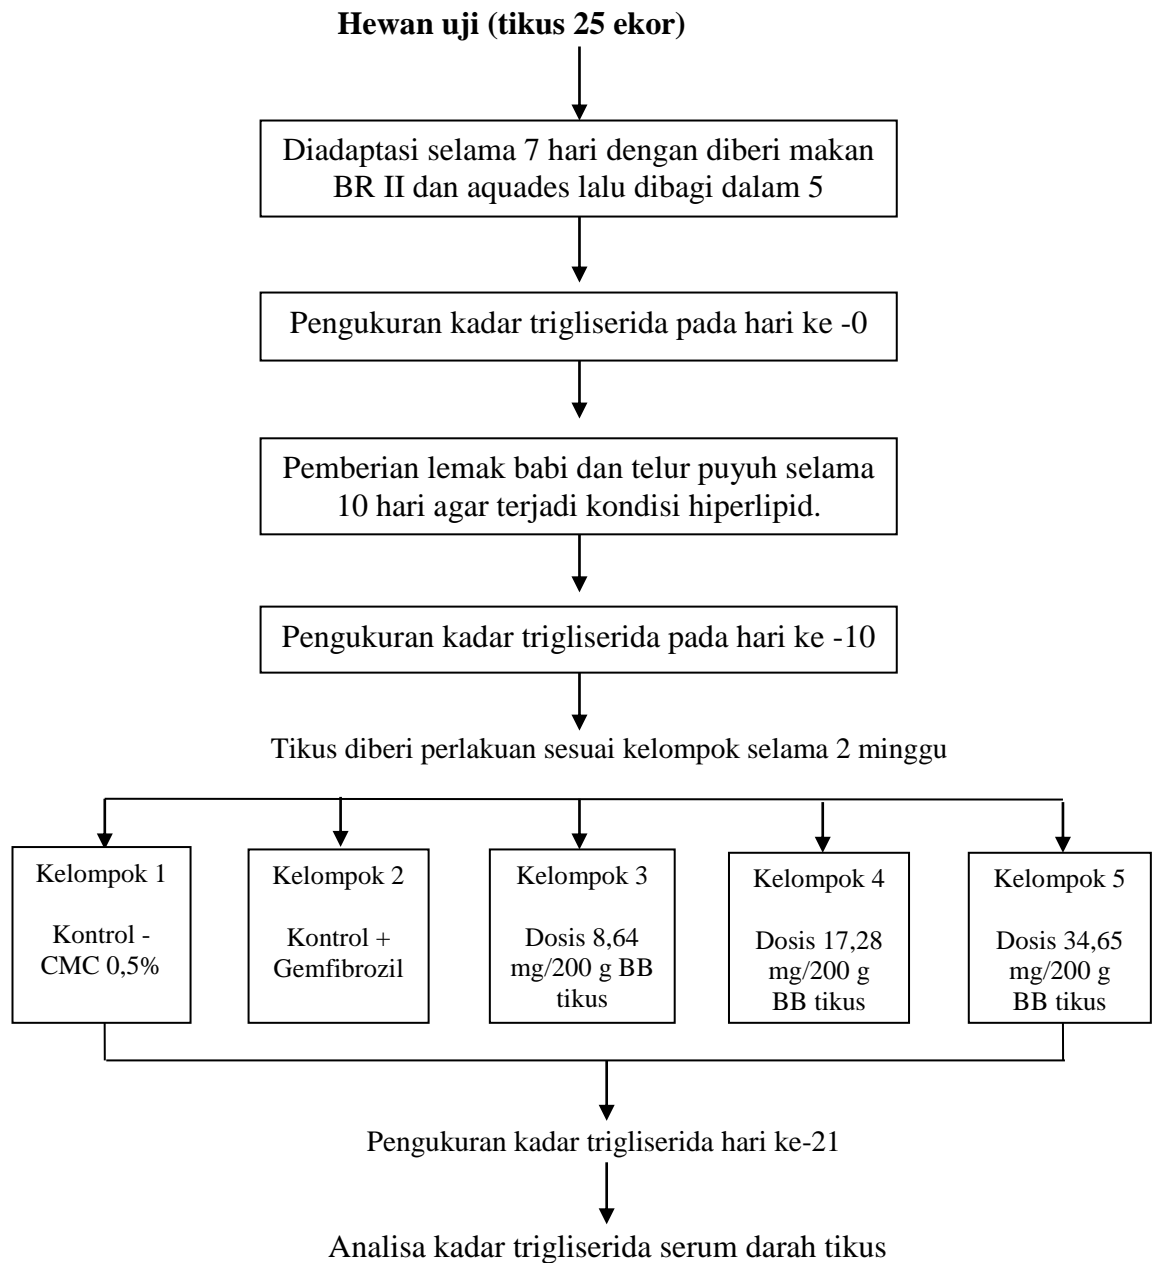 Hewan uji (tikus 25 ekor)
Diadaptasi selama 7 hari dengan diberi makan
BR II dan aquades lalu dibagi dalam 5
Pengukuran kadar trigliserida pada hari ke -0
Pemberian lemak babi dan telur puyuh selama
10 hari agar terjadi kondisi hiperlipid.
Pengukuran kadar trigliserida pada hari ke -10
Tikus diberi perlakuan sesuai kelompok selama 2 minggu
Kelompok 1
Kontrol -
CMC 0,5%
Kelompok 2
Kontrol +
Gemfibrozil
Kelompok 3
Dosis 8,64
mg/200 g BB
tikus
Kelompok 4
Dosis 17,28
mg/200 g
BB tikus
Kelompok 5
Dosis 34,65
mg/200 g
BB tikus
Pengukuran kadar trigliserida hari ke-21
Analisa kadar trigliserida serum darah tikus